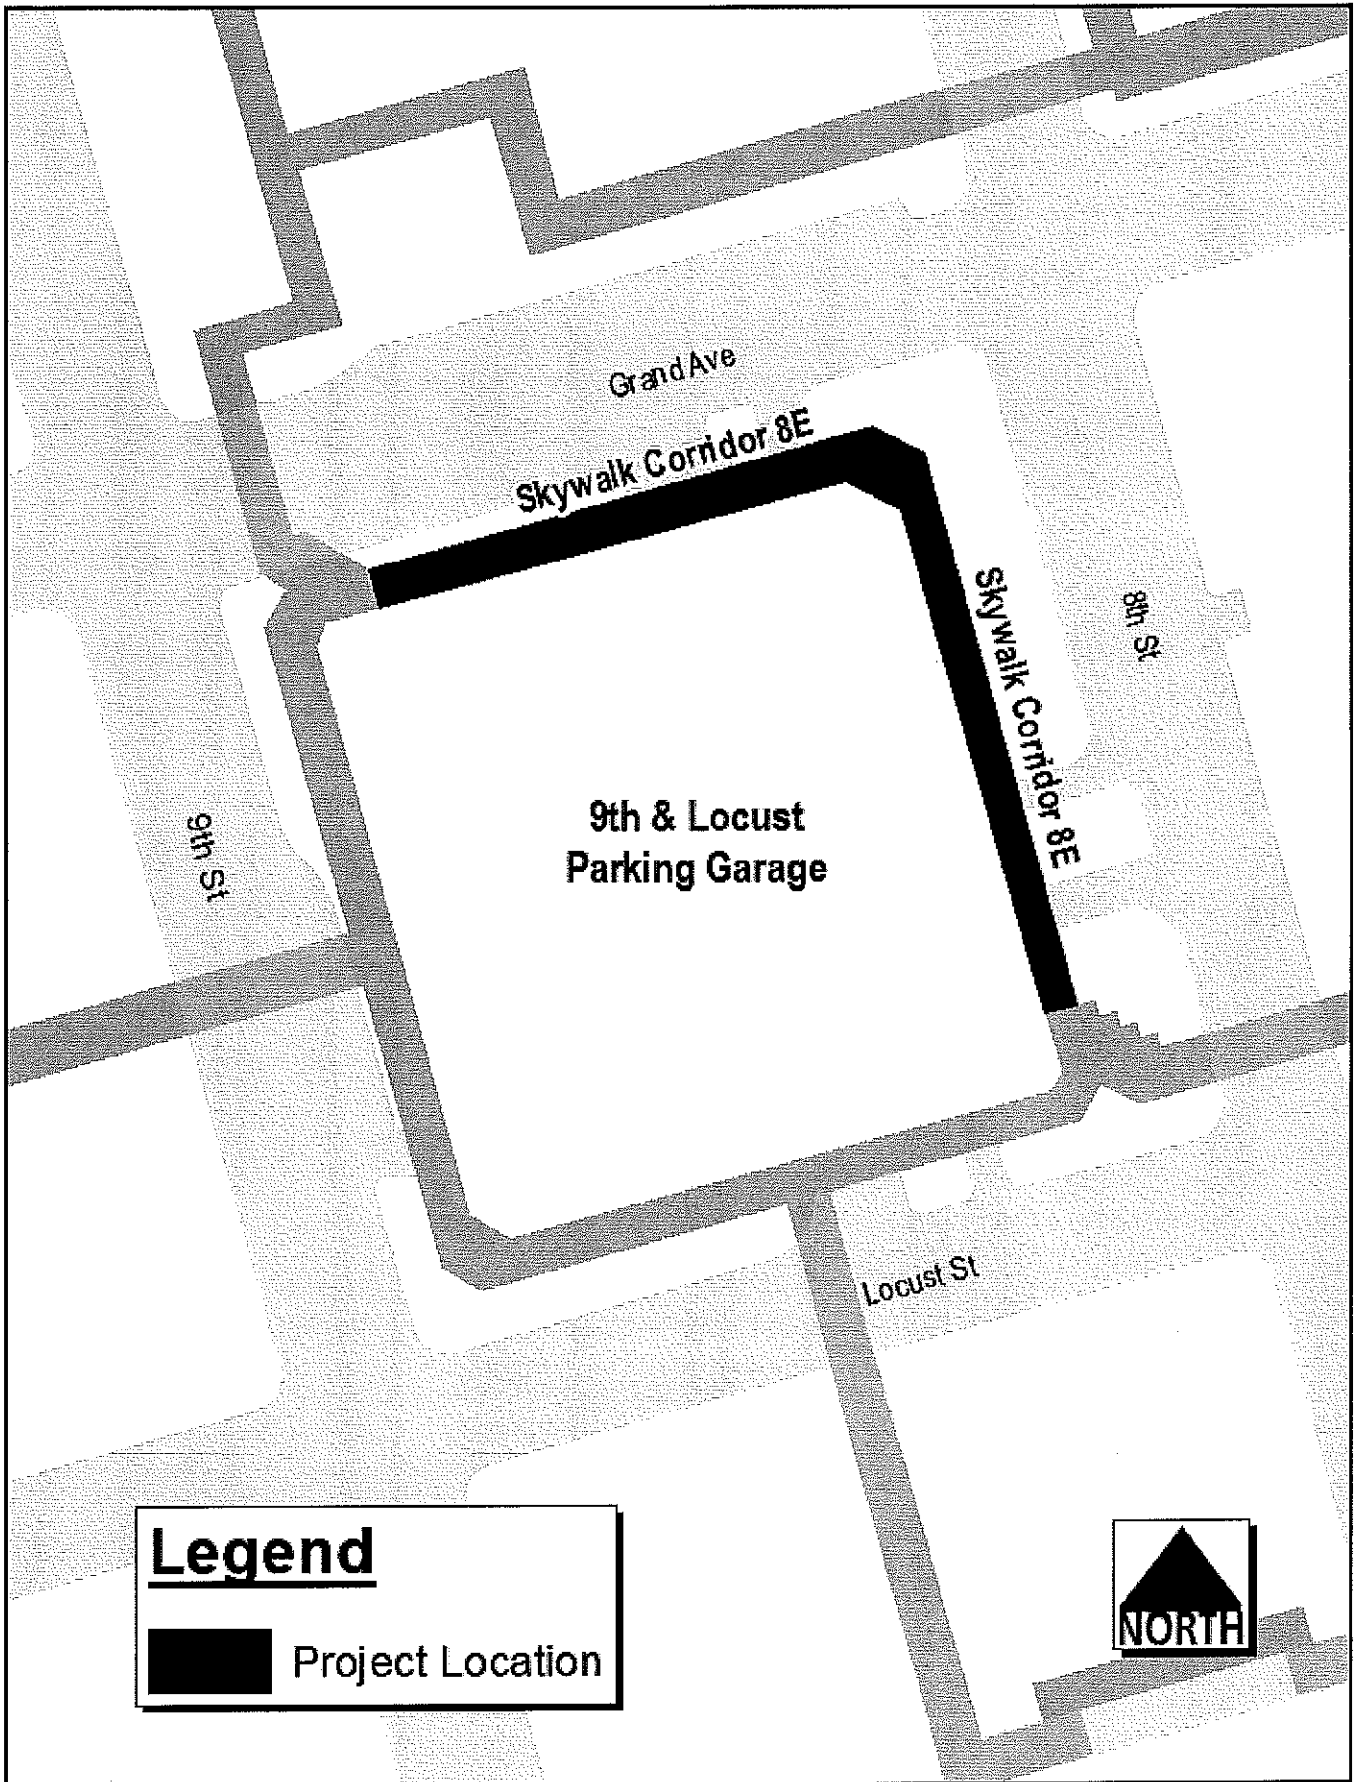 Grand Ave
Skywalk Corridor 8E
Skywalk Corridor 8E
8th St
9th & Locust
Parking Garage
9th St
Locust St
Legend
Project Location
NORTH